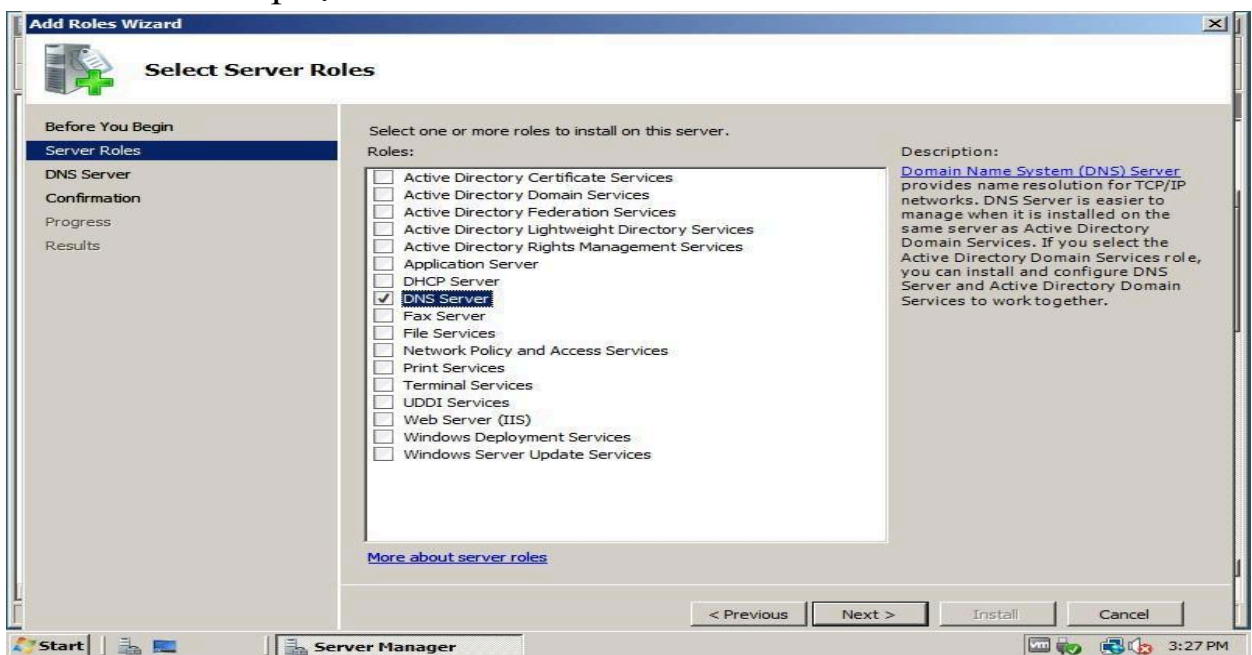 Add Roles Wizard
Select Server Roles
Before You Begin
Server Roles
DNS Server
Confirmation
Progress
Results
Select one or more roles to install on this server.
Roles:
Active Directory Certificate Services
Active Directory Domain Services
Active Directory Federation Services
Active Directory Lightweight Directory Services
Active Directory Rights Management Services
Application Server
DHCP Server
DNS Server
Fax Server
File Services
Network Policy and Access Services
Print Services
Terminal Services
UDDI Services
Web Server (IIS)
Windows Deployment Services
Windows Server Update Services
More about server roles
Description:
Domain Name System (DNS) Server
provides name resolution for TCP/IP
networks. DNS Server is easier to
manage when it is installed on the
same server as Active Directory
Domain Services. If you select the
Active Directory Domain Services role,
you can install and configure DNS
Server and Active Directory Domain
Services to work together.
< Previous
Next >
Install
Cancel
Start
Server Manager
3:27 PM